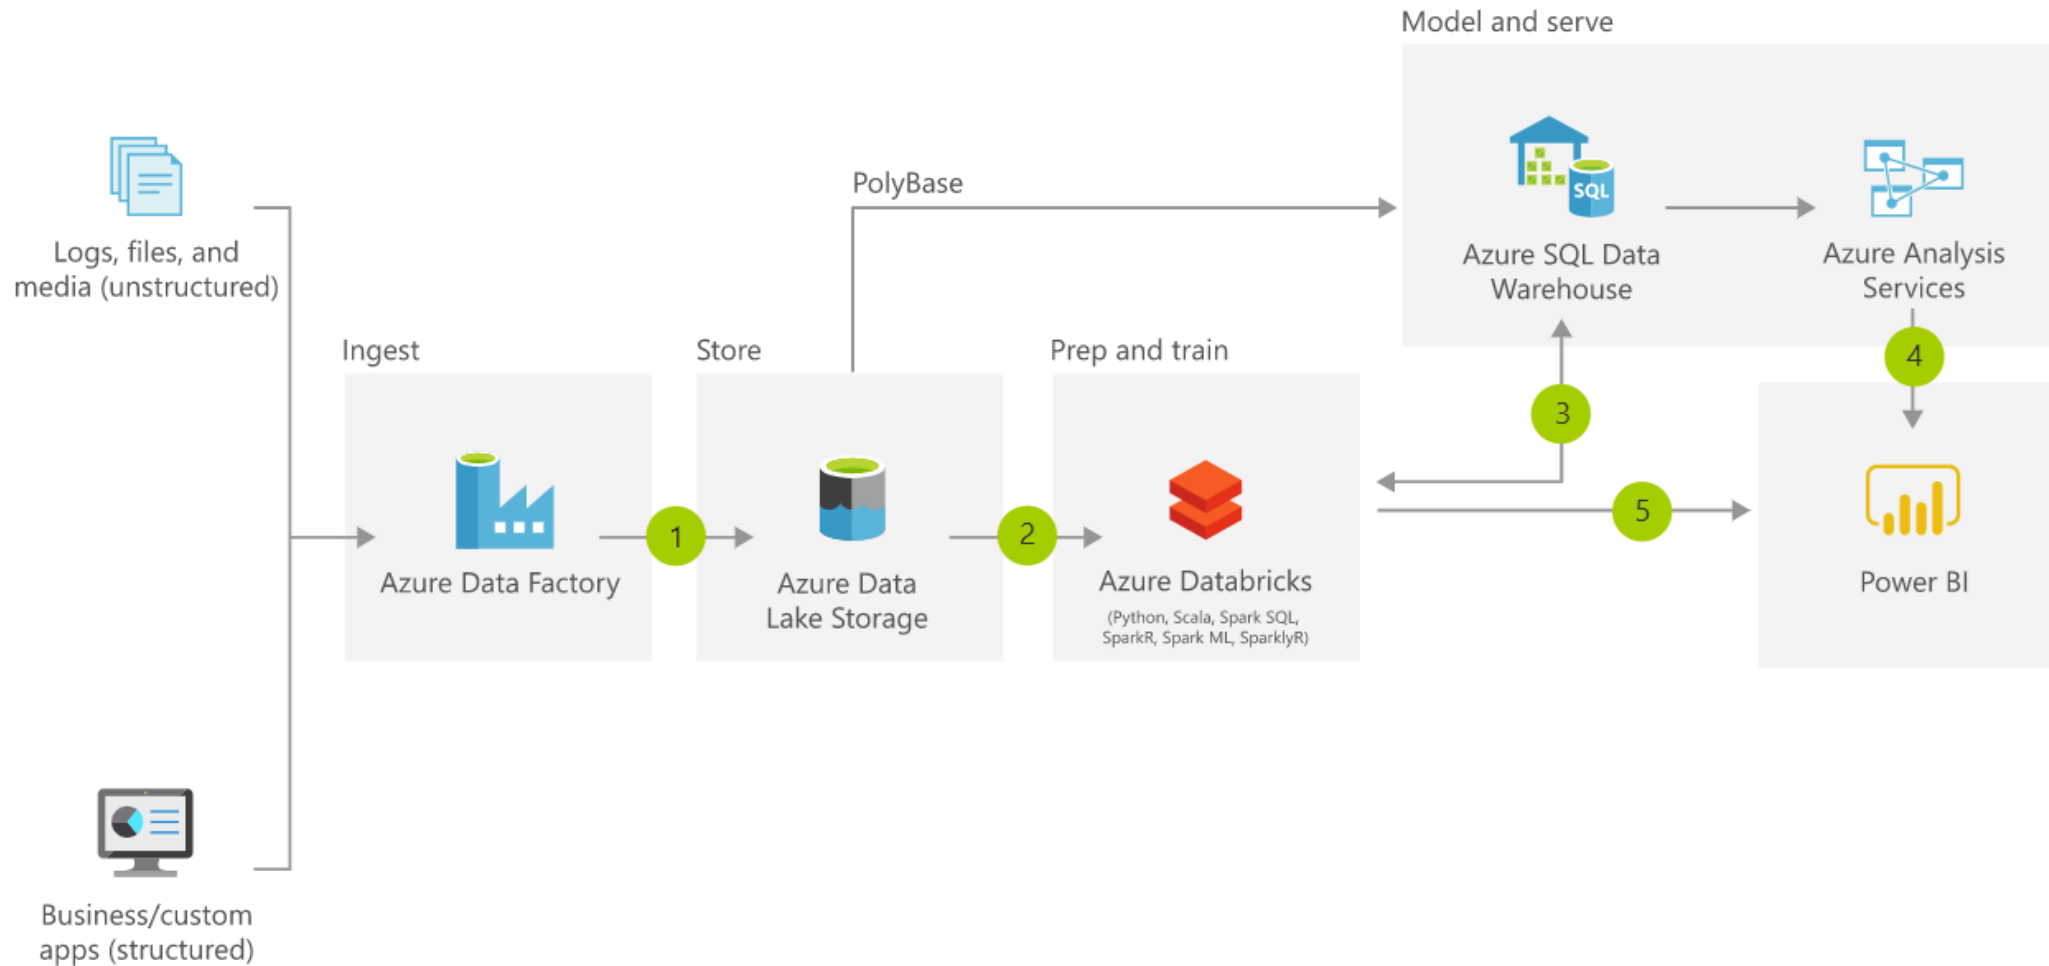 Model and serve
PolyBase
SQL
Logs, files, and
media (unstructured)
Azure SQL Data
Warehouse
Azure Analysis
Services
Ingest
Store
Prep and train
4
3
5
1
2
Azure Data Factory
Azure Data
Lake Storage
Azure Databricks
(Python, Scala, Spark SQL,
SparkR, Spark ML, SparklyR)
Power BI
Business/custom
apps (structured)